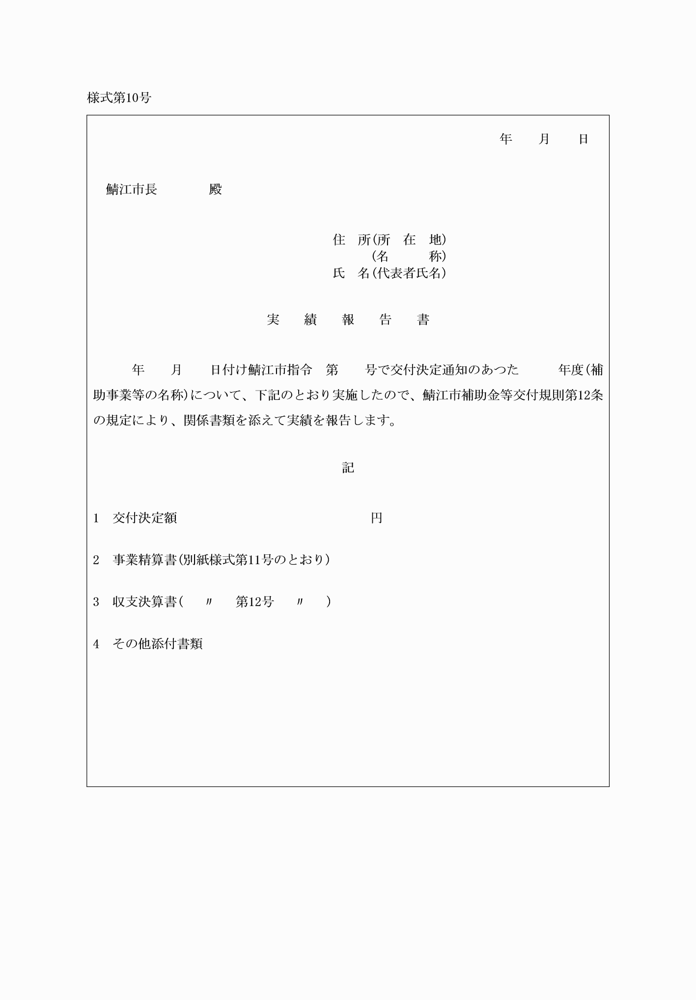 様式第10号
年　　月　　日
鯖江市長　　　　殿
住　所(所　在　地)
(名　　　称)
氏　名(代表者氏名)
実　績　報　告　書
年　　月　　日付け鯖江市指令　第　　号で交付決定通知のあつた　　　年度(補
助事業等の名称)について、下記のとおり実施したので、鯖江市補助金等交付規則第12条
の規定により、関係書類を添えて実績を報告します。
記
1　交付決定額　　　　　　　　　　　　　　　円
2　事業精算書(別紙様式第11号のとおり)
3　収支決算書(　〃　第12号　〃　)
4　その他添付書類